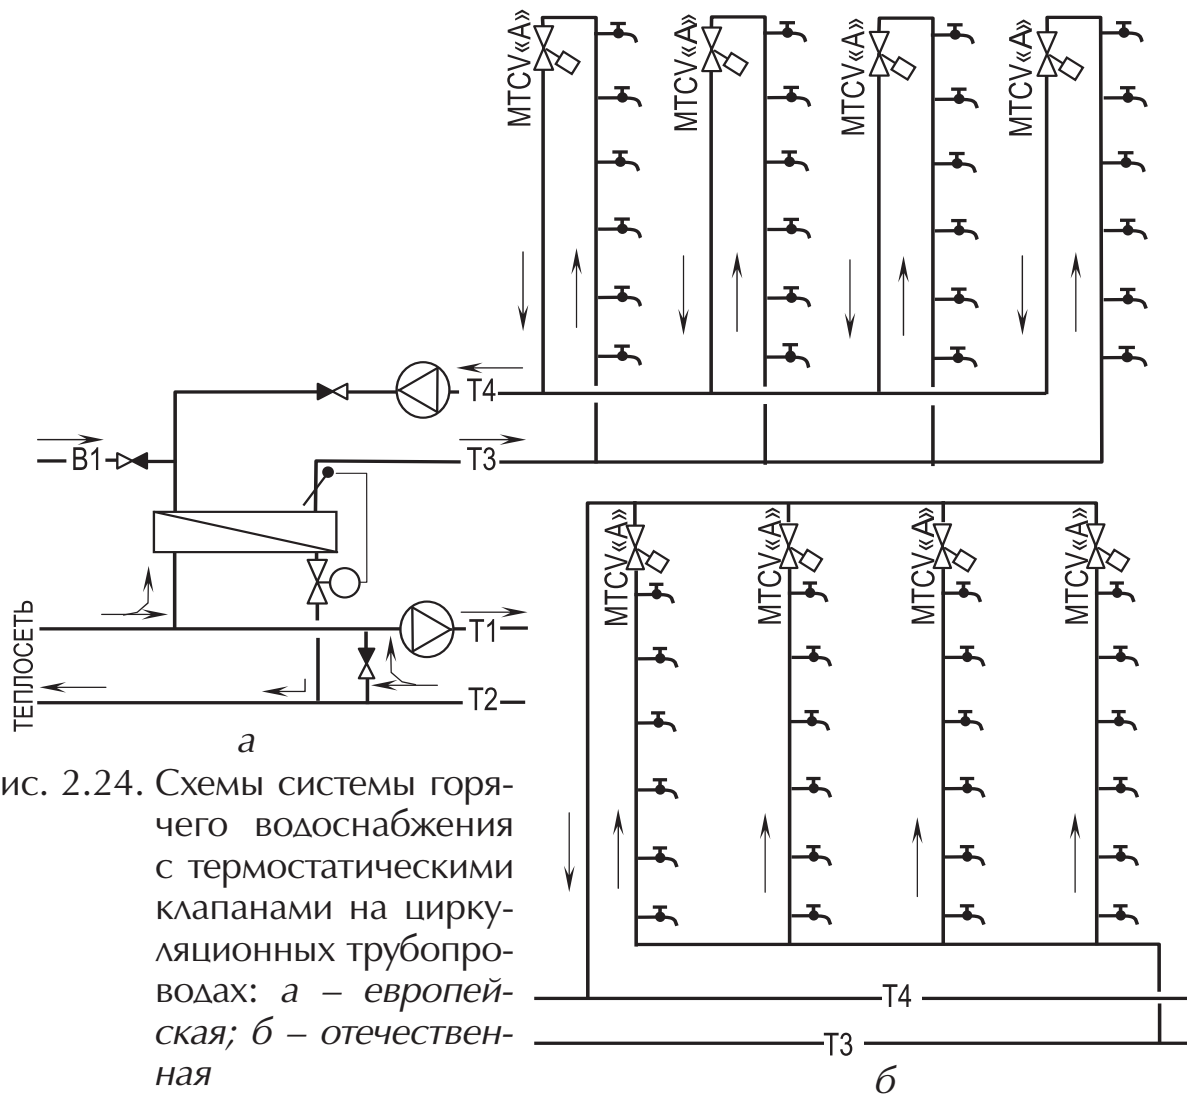 MTCV«A»
MTCV«A»
MTCV«A»
MTCV«A»
T4
В1
T3
T1
ТЕПЛОСЕТЬ
T2
а
MTCV«A»
MTCV«A»
MTCV«A»
MTCV«A»
ис. 2.24. Схемы системы горя-
чего водоснабжения
с термостатическими
клапанами на цирку-
ляционных трубопро-
водах: а – европей-
ская; б – отечествен-
ная
T4
T3
б